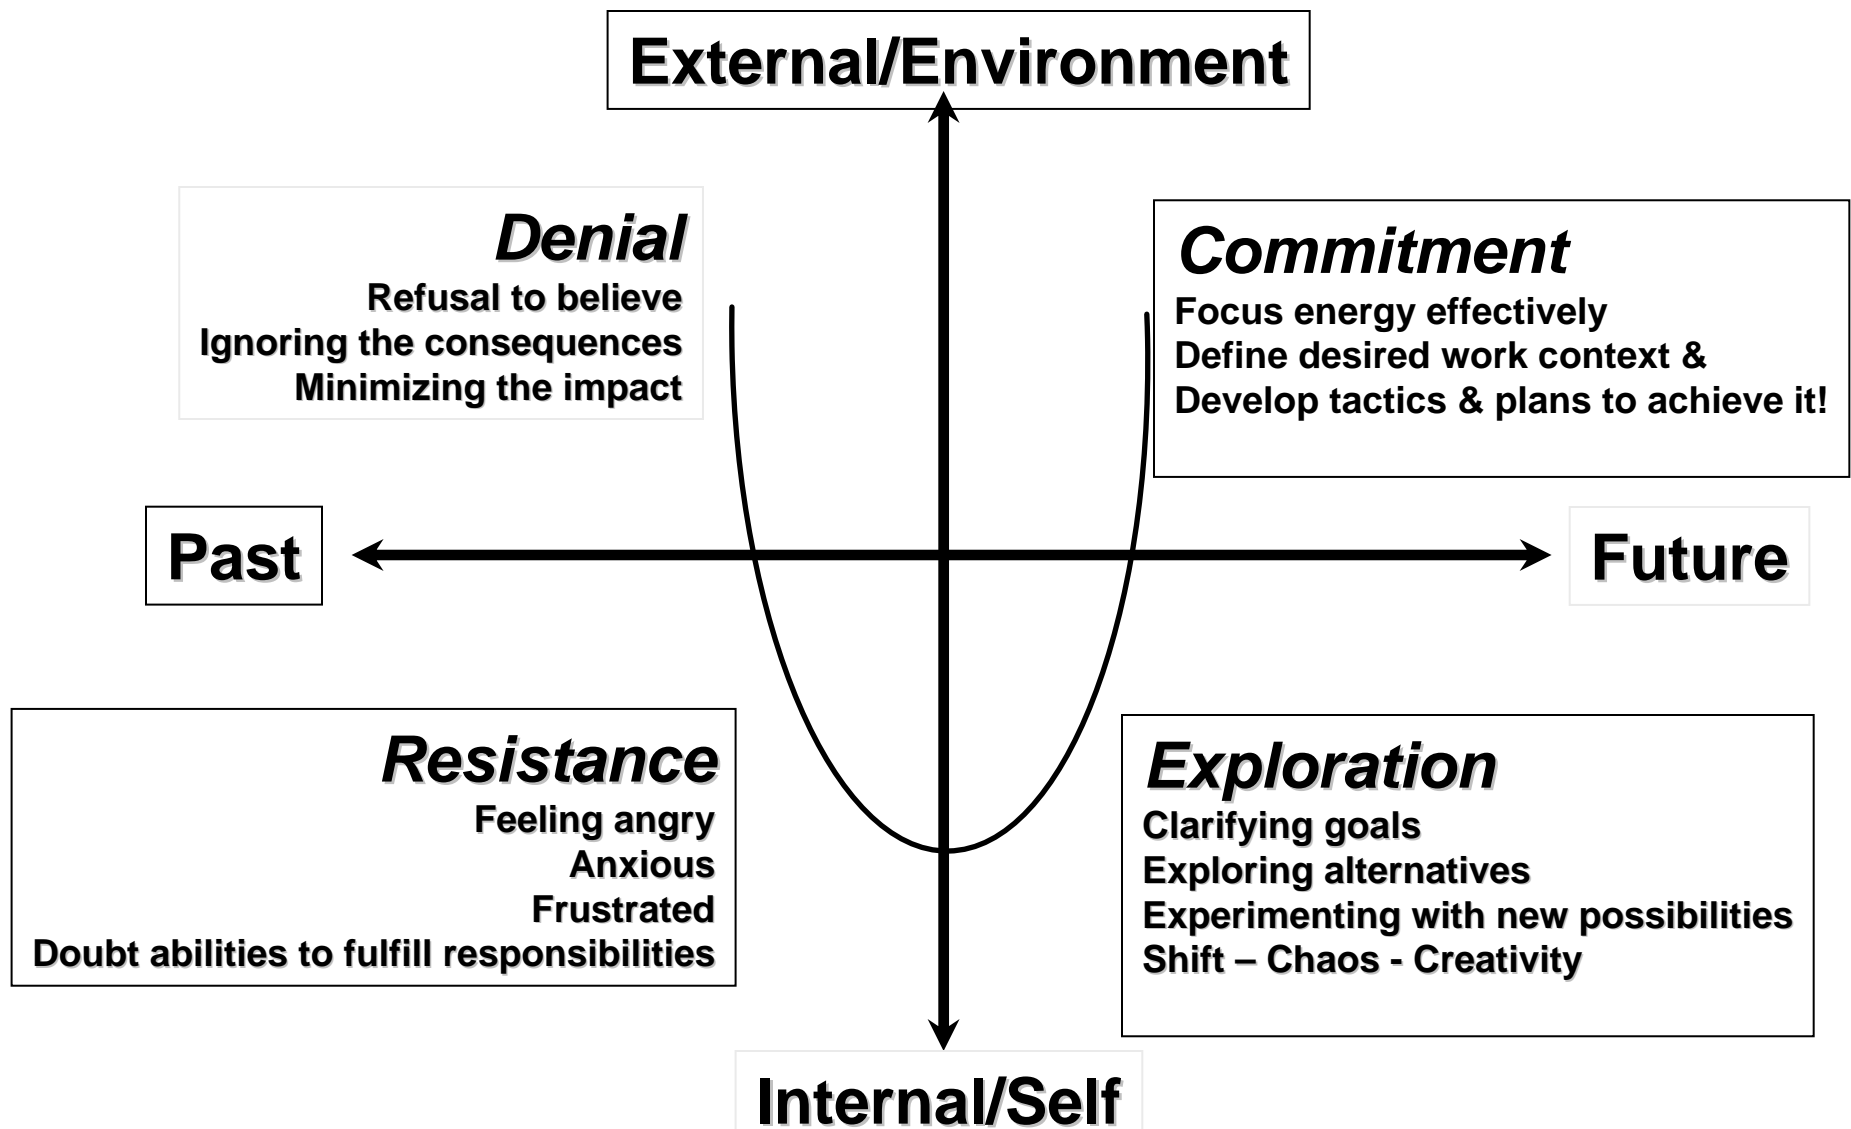 External/Environment
Denial
Refusal to believe
Ignoring the consequences
Minimizing the impact
Commitment
Focus energy effectively
Define desired work context &
Develop tactics & plans to achieve it!
Past
Future
Resistance
Feeling angry
Anxious
Frustrated
Doubt abilities to fulfill responsibilities
Exploration
Clarifying goals
Exploring alternatives
Experimenting with new possibilities
Shift – Chaos - Creativity
Internal/Self